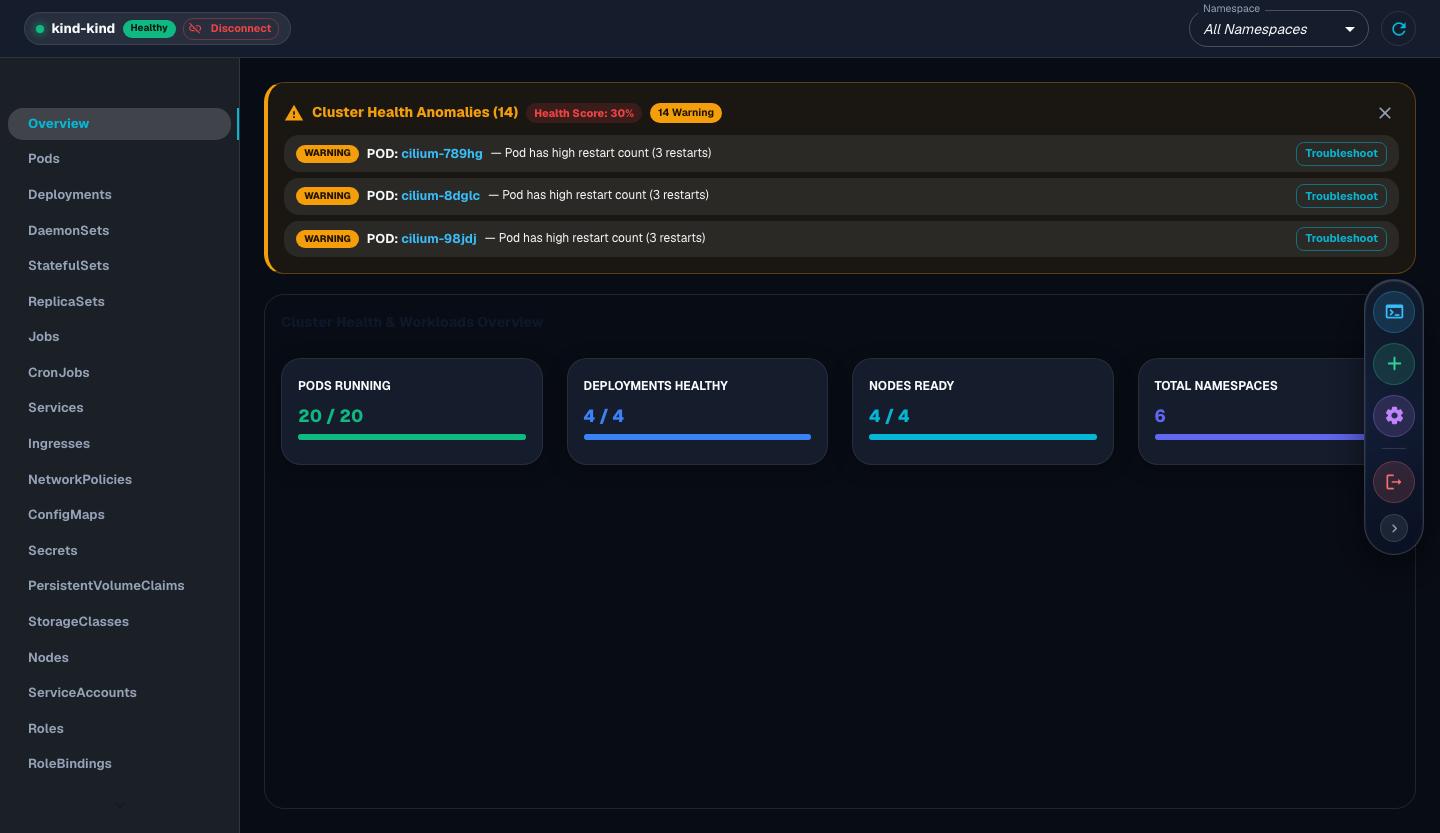 kind-kind Healthy Disconnect
Namespace
All Namespaces
Overview
Pods
Deployments
DaemonSets
StatefulSets
ReplicaSets
Jobs
CronJobs
Services
Ingresses
NetworkPolicies
ConfigMaps
Secrets
PersistentVolumeClaims
StorageClasses
Nodes
ServiceAccounts
Roles
RoleBindings
Cluster Health Anomalies (14) Health Score: 30% 14 Warning
WARNING POD: cilium-789hg — Pod has high restart count (3 restarts) Troubleshoot
WARNING POD: cilium-8dglc — Pod has high restart count (3 restarts) Troubleshoot
WARNING POD: cilium-98jdj — Pod has high restart count (3 restarts) Troubleshoot
Cluster Health & Workloads Overview
PODS RUNNING
20 / 20
DEPLOYMENTS HEALTHY
4 / 4
NODES READY
4 / 4
TOTAL NAMESPACES
6